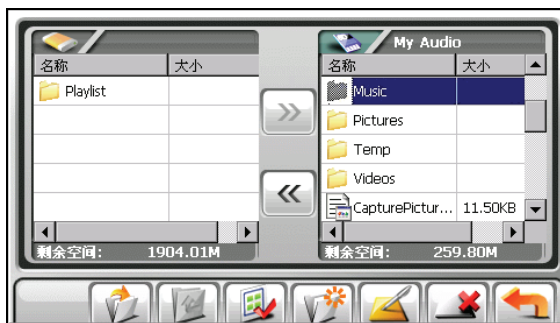 My Audio
名称 大小
Playlist
剩余空间: 1904.01M
名称 大小
Music
Pictures
Temp
Videos
CapturePictur... 11.50KB
剩余空间: 259.80M